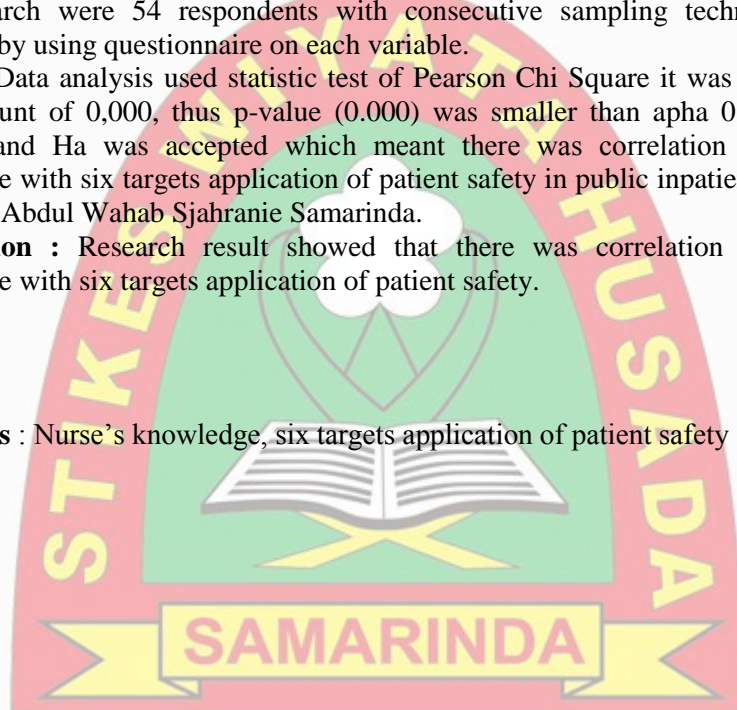 arch were 54 respondents with consecutive sampling techn
by using questionnaire on each variable.
Data analysis used statistic test of Pearson Chi Square it was
unt of 0,000, thus p-value (0.000) was smaller than apha 0
and Ha was accepted which meant there was correlation
e with six targets application of patient safety in public inpatie
Abdul Wahab Sjahranie Samarinda.
ion : Research result showed that there was correlation
e with six targets application of patient safety.
s : Nurse’s knowledge, six targets application of patient safety
STIKES WIYATA HUSADA
SAMARINDA